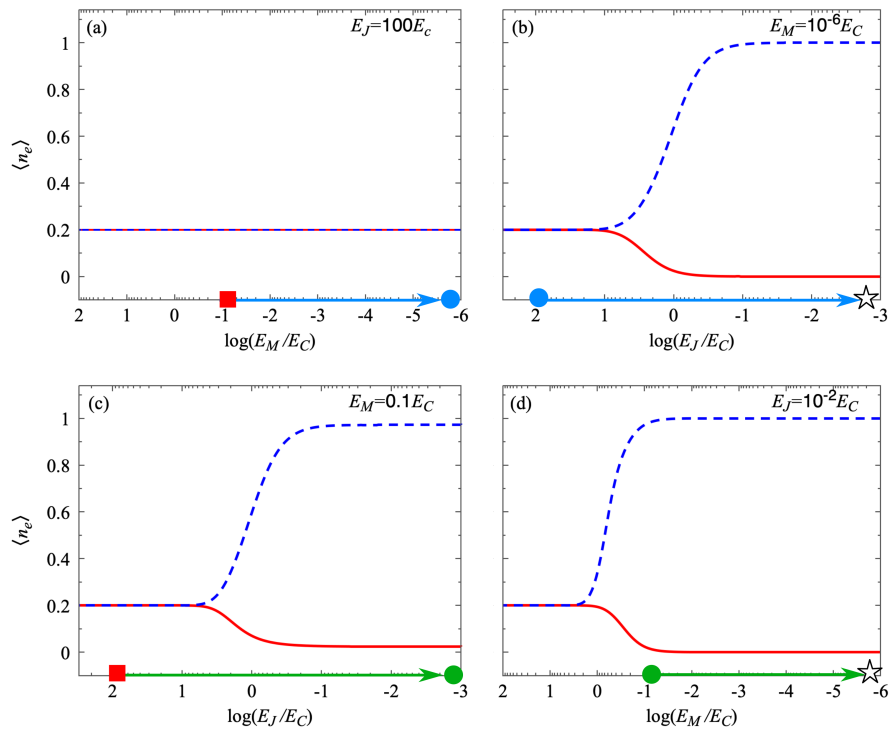 (a) E_J=100E_c
⟨n_e⟩
1
0.8
0.6
0.4
0.2
0
2 1 0 -1 -2 -3 -4 -5 -6
log(E_M/E_C)
(b) E_M=10^-6E_C
2 1 0 -1 -2 -3
log(E_J/E_C)
(c) E_M=0.1E_C
⟨n_e⟩
1
0.8
0.6
0.4
0.2
0
2 1 0 -1 -2 -3
log(E_J/E_C)
(d) E_J=10^-2E_C
2 1 0 -1 -2 -3 -4 -5 -6
log(E_M/E_C)